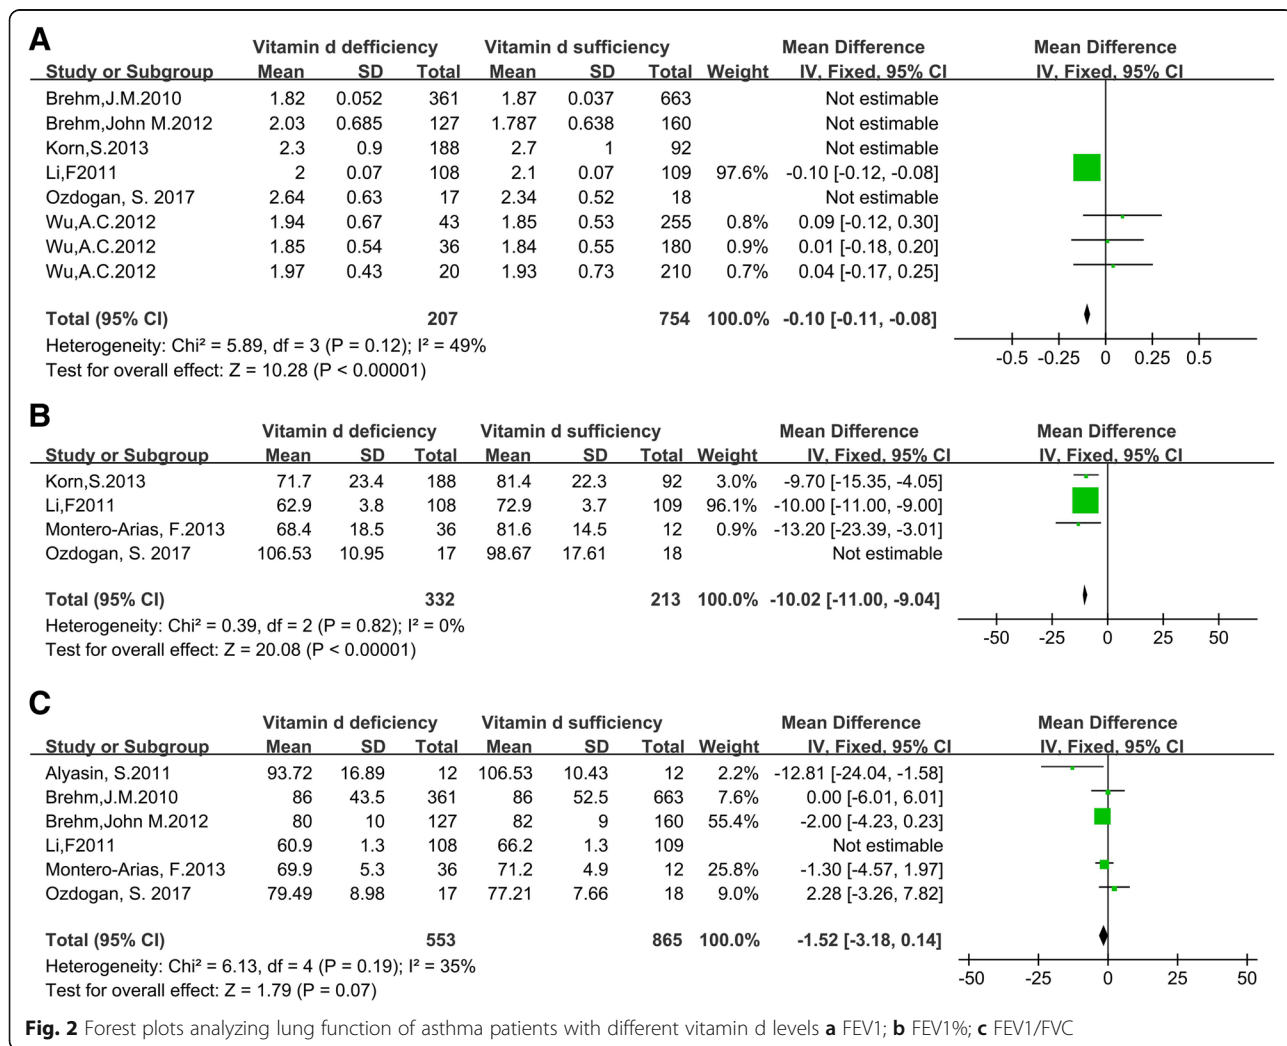 A
Vitamin d defficiency Vitamin d sufficiency Mean Difference Mean Difference
Study or Subgroup Mean SD Total Mean SD Total Weight IV, Fixed, 95% CI IV, Fixed, 95% CI
Brehm,J.M.2010 1.82 0.052 361 1.87 0.037 663 Not estimable
Brehm,John M.2012 2.03 0.685 127 1.787 0.638 160 Not estimable
Korn,S.2013 2.3 0.9 188 2.7 1 92 Not estimable
Li,F2011 2 0.07 108 2.1 0.07 109 97.6% -0.10 [-0.12, -0.08]
Ozdogan, S. 2017 2.64 0.63 17 2.34 0.52 18 Not estimable
Wu,A.C.2012 1.94 0.67 43 1.85 0.53 255 0.8% 0.09 [-0.12, 0.30]
Wu,A.C.2012 1.85 0.54 36 1.84 0.55 180 0.9% 0.01 [-0.18, 0.20]
Wu,A.C.2012 1.97 0.43 20 1.93 0.73 210 0.7% 0.04 [-0.17, 0.25]
Total (95% CI) 207 754 100.0% -0.10 [-0.11, -0.08]
Heterogeneity: Chi² = 5.89, df = 3 (P = 0.12); I² = 49%
Test for overall effect: Z = 10.28 (P < 0.00001)
-0.5 -0.25 0 0.25 0.5
B
Vitamin d deficiency Vitamin d sufficiency Mean Difference Mean Difference
Study or Subgroup Mean SD Total Mean SD Total Weight IV, Fixed, 95% CI IV, Fixed, 95% CI
Korn,S.2013 71.7 23.4 188 81.4 22.3 92 3.0% -9.70 [-15.35, -4.05]
Li,F2011 62.9 3.8 108 72.9 3.7 109 96.1% -10.00 [-11.00, -9.00]
Montero-Arias, F.2013 68.4 18.5 36 81.6 14.5 12 0.9% -13.20 [-23.39, -3.01]
Ozdogan, S. 2017 106.53 10.95 17 98.67 17.61 18 Not estimable
Total (95% CI) 332 213 100.0% -10.02 [-11.00, -9.04]
Heterogeneity: Chi² = 0.39, df = 2 (P = 0.82); I² = 0%
Test for overall effect: Z = 20.08 (P < 0.00001)
-50 -25 0 25 50
C
Vitamin d deficiency Vitamin d sufficiency Mean Difference Mean Difference
Study or Subgroup Mean SD Total Mean SD Total Weight IV, Fixed, 95% CI IV, Fixed, 95% CI
Alyasin, S.2011 93.72 16.89 12 106.53 10.43 12 2.2% -12.81 [-24.04, -1.58]
Brehm,J.M.2010 86 43.5 361 86 52.5 663 7.6% 0.00 [-6.01, 6.01]
Brehm,John M.2012 80 10 127 82 9 160 55.4% -2.00 [-4.23, 0.23]
Li,F2011 60.9 1.3 108 66.2 1.3 109 Not estimable
Montero-Arias, F.2013 69.9 5.3 36 71.2 4.9 12 25.8% -1.30 [-4.57, 1.97]
Ozdogan, S. 2017 79.49 8.98 17 77.21 7.66 18 9.0% 2.28 [-3.26, 7.82]
Total (95% CI) 553 865 100.0% -1.52 [-3.18, 0.14]
Heterogeneity: Chi² = 6.13, df = 4 (P = 0.19); I² = 35%
Test for overall effect: Z = 1.79 (P = 0.07)
-50 -25 0 25 50
Fig. 2 Forest plots analyzing lung function of asthma patients with different vitamin d levels a FEV1; b FEV1%; c FEV1/FVC